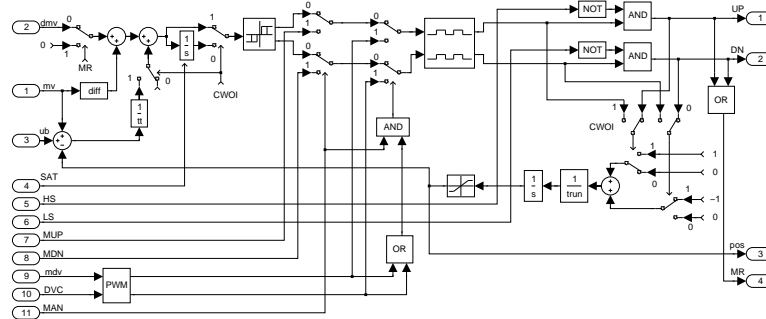 2 dmv 0
0 1
MR
1 0
1
s
CWOI
1 0
1 mv diff
1
tt
3 ub
4 SAT
5 HS
6 LS
7 MUP
8 MDN
9 mdv
10 DVC
11 MAN
PWM
0
1
0
1
0
1
0
1
AND
OR
NOT AND UP 1
NOT AND DN 2
OR
1 0
CWOI
1 1
0 0
1
s
1
trun
1 −1
0 0
pos 3
MR 4